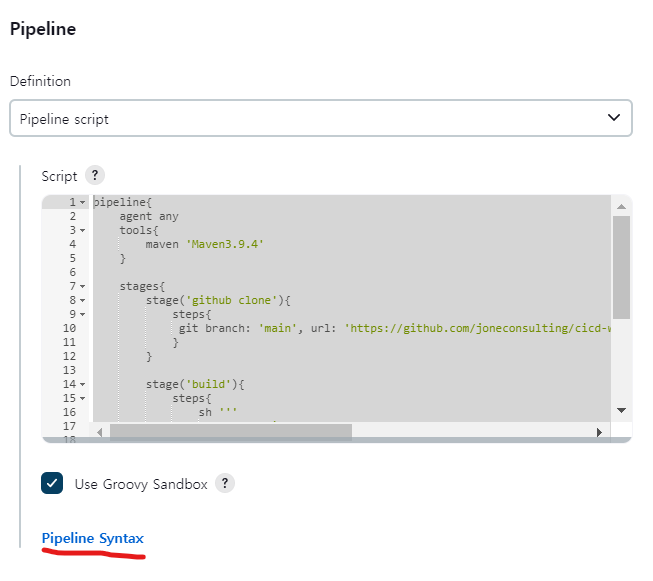 Pipeline
Definition
Pipeline script
Script ?
1 pipeline{
2 agent any
3 tools{
4 maven 'Maven3.9.4'
5 }
6
7 stages{
8 stage('github clone'){
9 steps{
10 git branch: 'main', url: 'https://github.com/joneconsulting/cicd-w
11 }
12 }
13
14 stage('build'){
15 steps{
16 sh '''
17
18
Use Groovy Sandbox ?
Pipeline Syntax